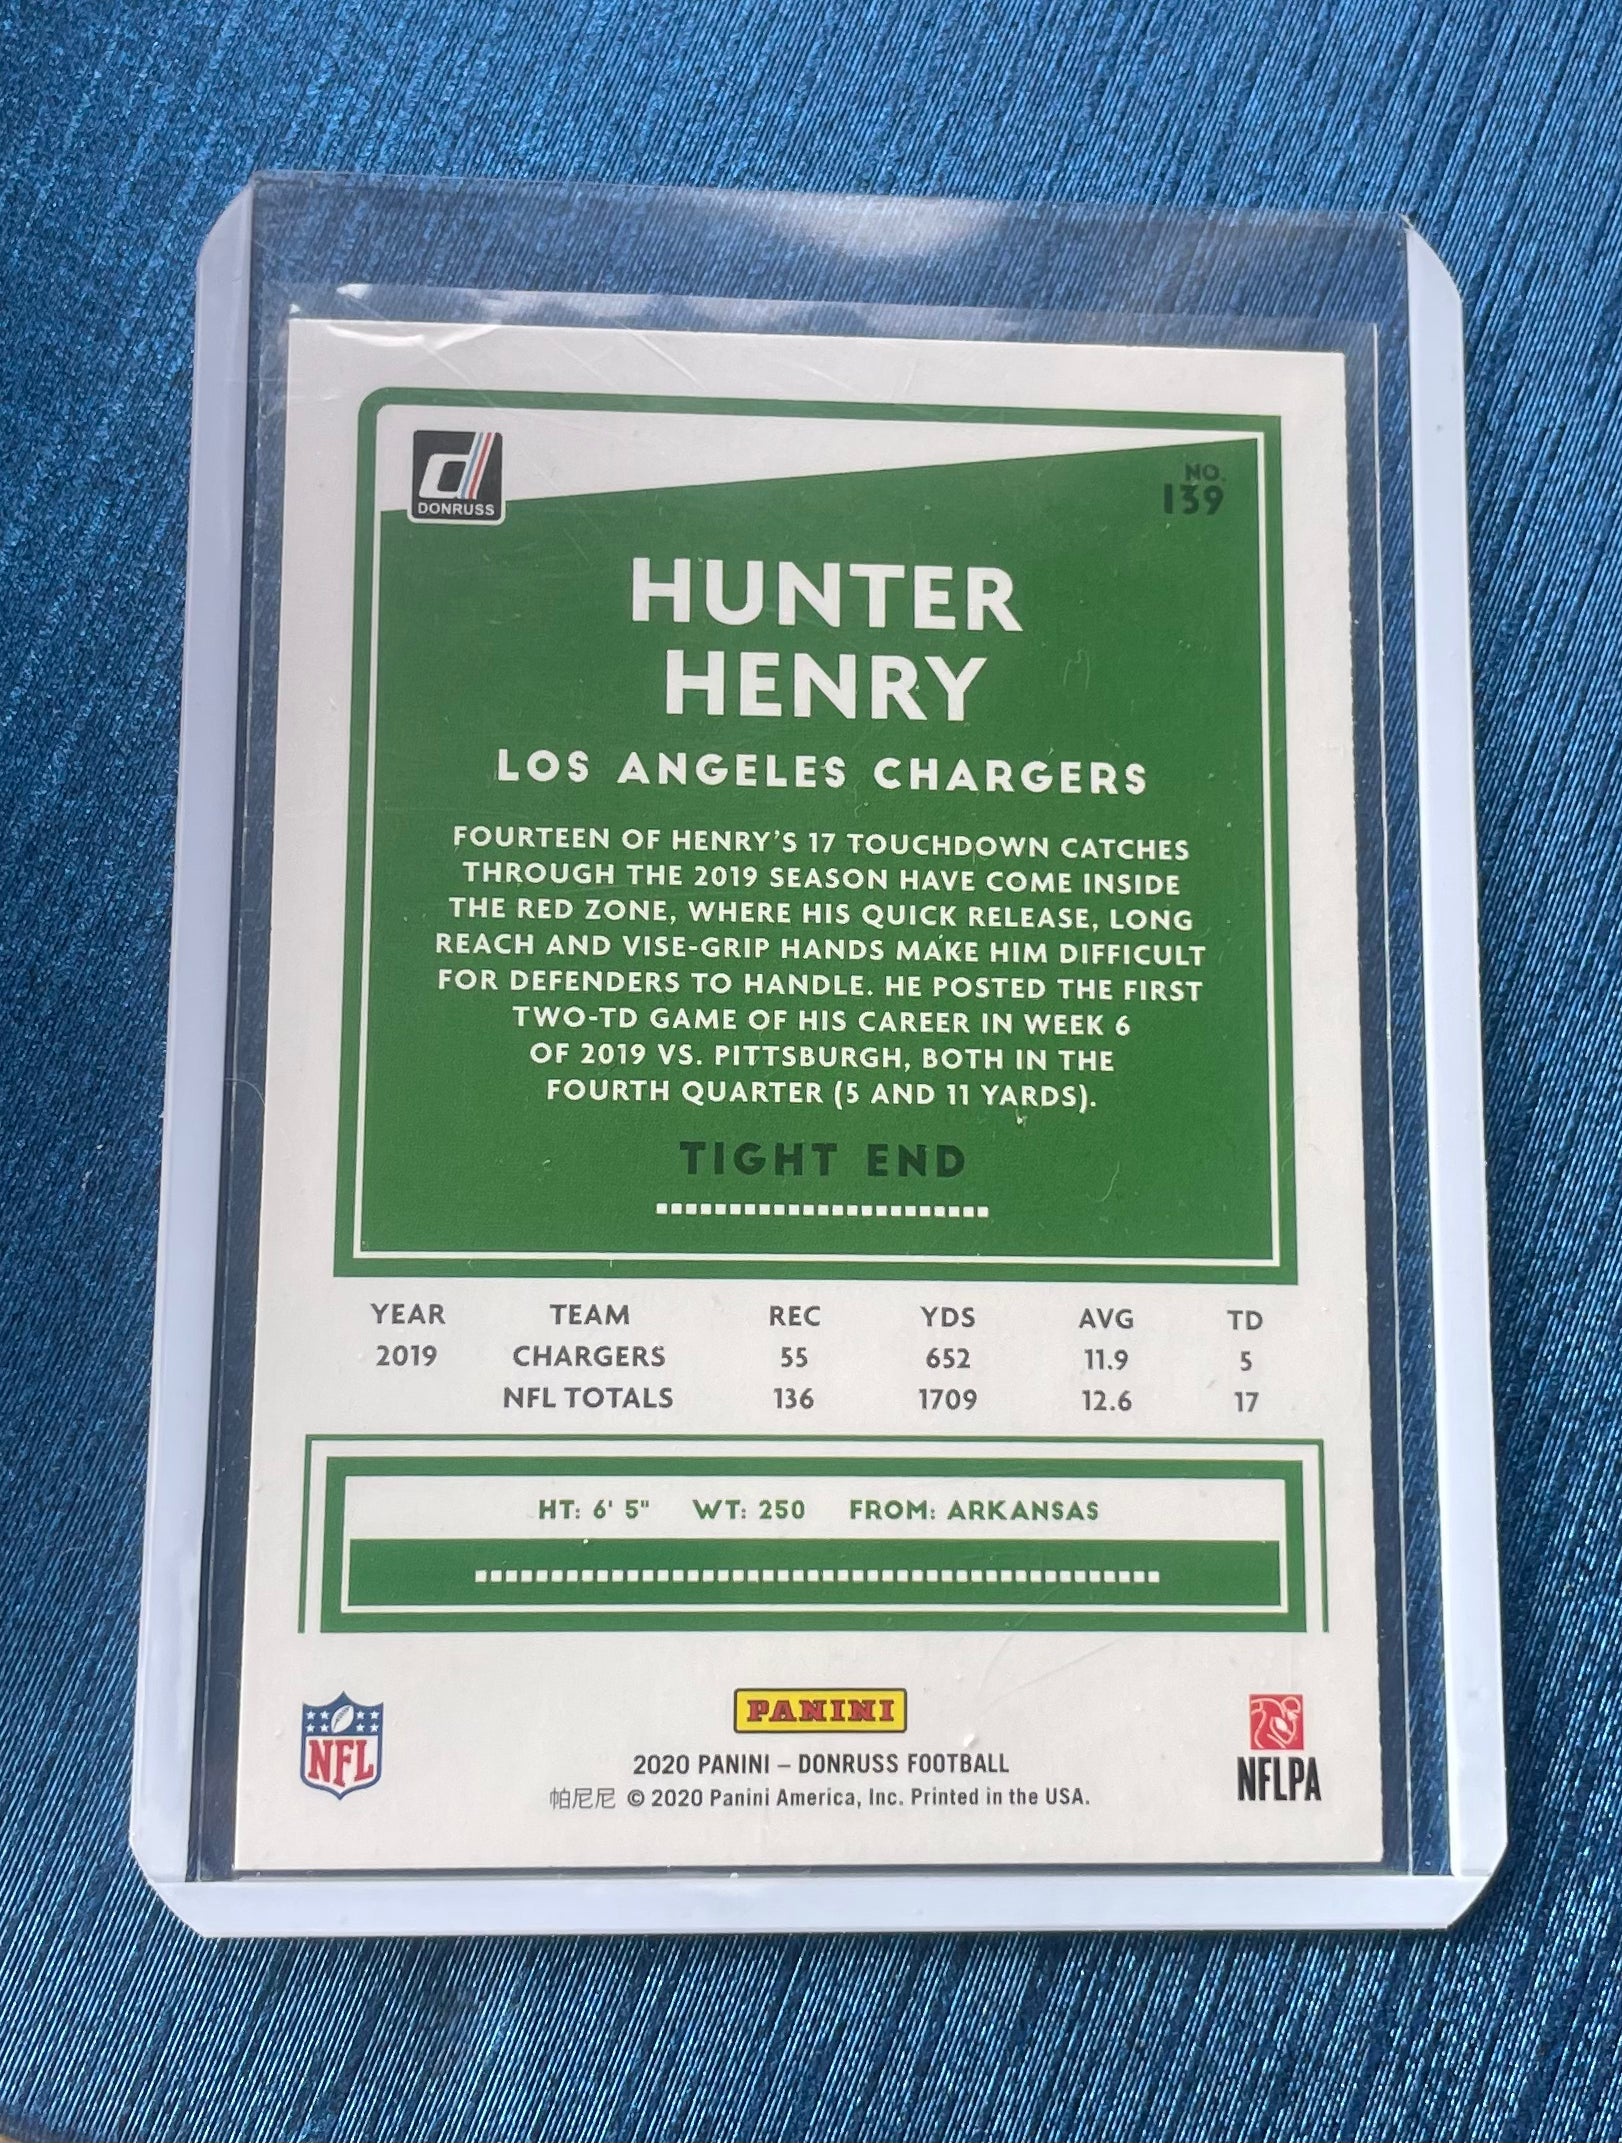 DONRUSS
NO.
139
HUNTER
HENRY
LOS ANGELES CHARGERS
FOURTEEN OF HENRY'S 17 TOUCHDOWN CATCHES
THROUGH THE 2019 SEASON HAVE COME INSIDE
THE RED ZONE, WHERE HIS QUICK RELEASE, LONG
REACH AND VISE-GRIP HANDS MAKE HIM DIFFICULT
FOR DEFENDERS TO HANDLE. HE POSTED THE FIRST
TWO-TD GAME OF HIS CAREER IN WEEK 6
OF 2019 VS. PITTSBURGH, BOTH IN THE
FOURTH QUARTER (5 AND 11 YARDS).
TIGHT END
YEAR TEAM REC YDS AVG TD
2019 CHARGERS 55 652 11.9 5
NFL TOTALS 136 1709 12.6 17
HT: 6' 5" WT: 250 FROM: ARKANSAS
NFL
PANINI
NFLPA
2020 PANINI – DONRUSS FOOTBALL
帕尼尼 © 2020 Panini America, Inc. Printed in the USA.